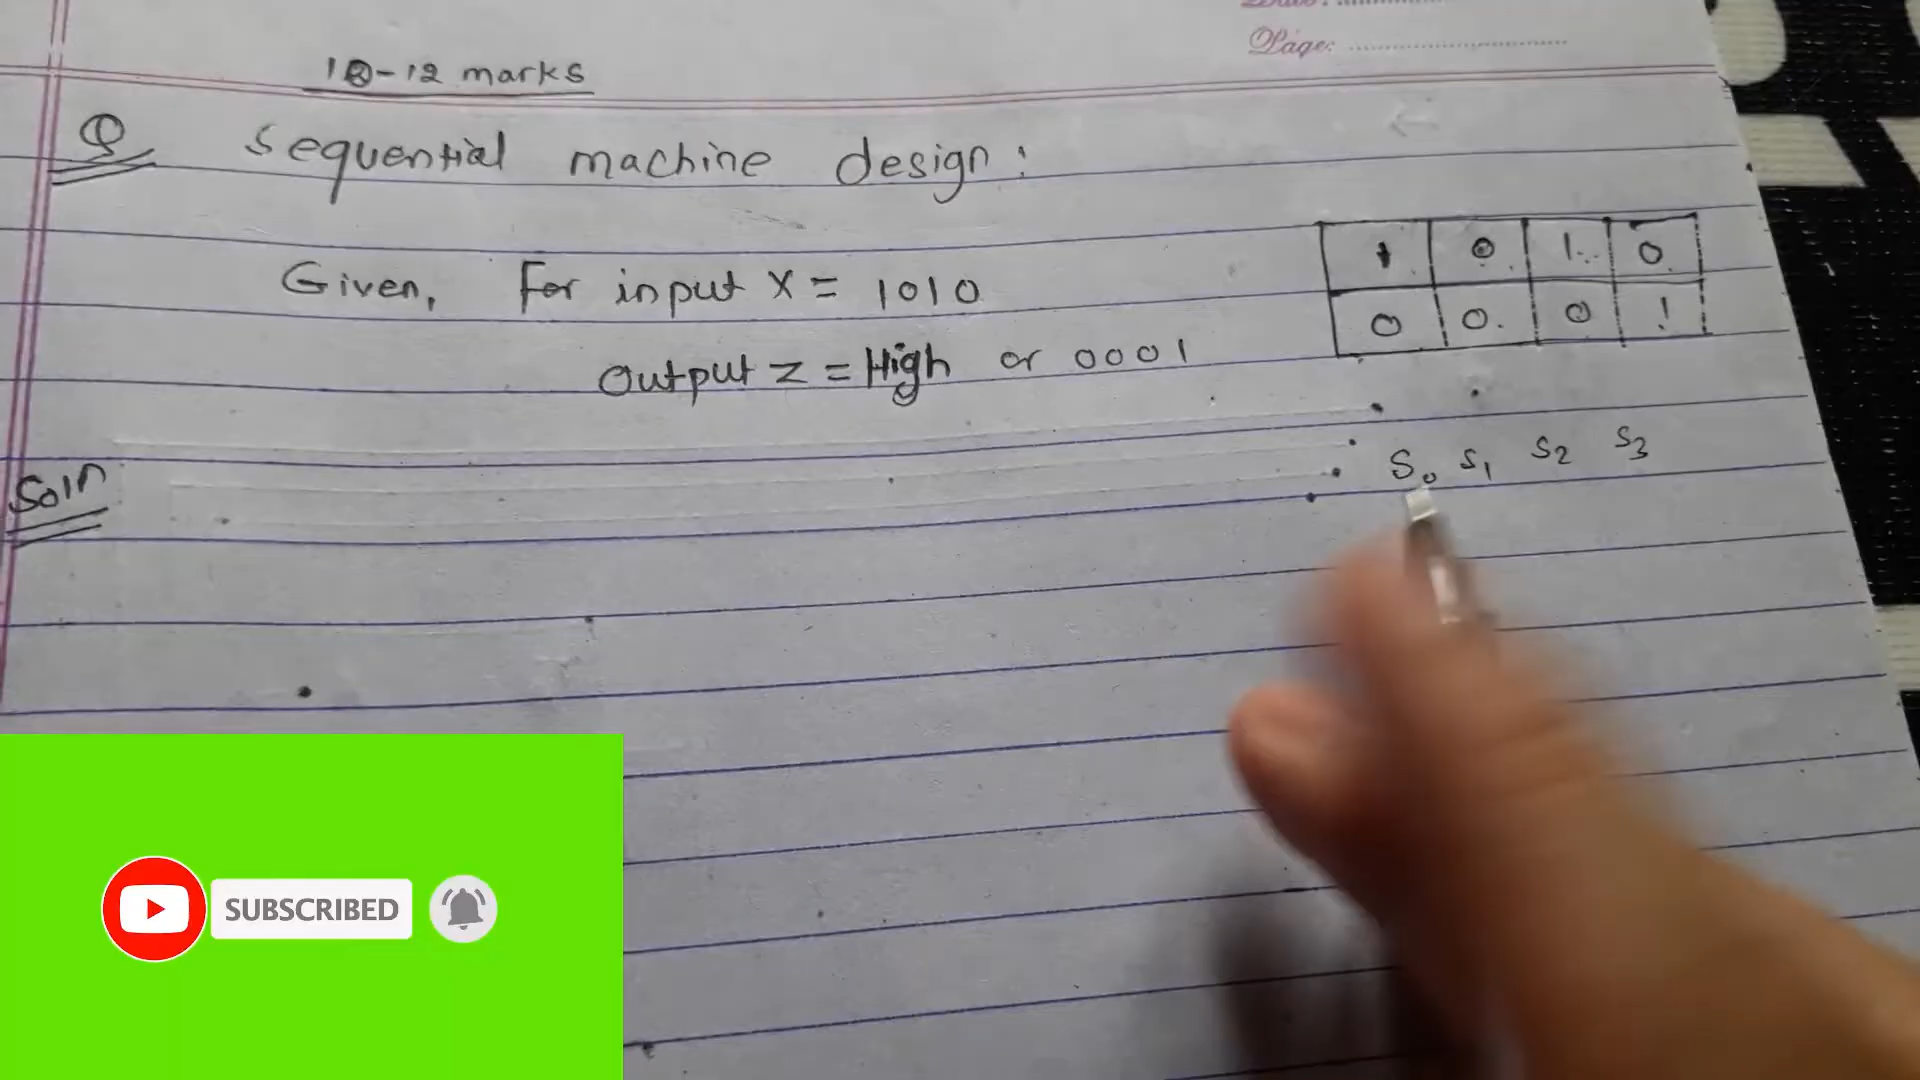 Page:
10-12 marks
Q Sequential machine design:
Given, For input X = 1010
Output Z = High or 0001
1 0 1 0
0 0 0 1
S0 S1 S2 S3
Soln
SUBSCRIBED